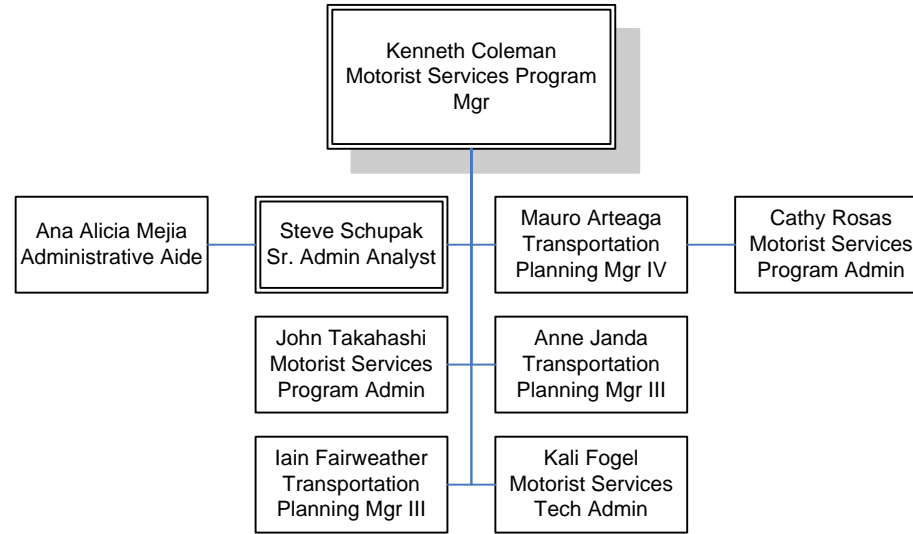 Kenneth Coleman
Motorist Services Program
Mgr
Ana Alicia Mejia
Administrative Aide
Steve Schupak
Sr. Admin Analyst
Mauro Arteaga
Transportation
Planning Mgr IV
Cathy Rosas
Motorist Services
Program Admin
John Takahashi
Motorist Services
Program Admin
Anne Janda
Transportation
Planning Mgr III
Iain Fairweather
Transportation
Planning Mgr III
Kali Fogel
Motorist Services
Tech Admin